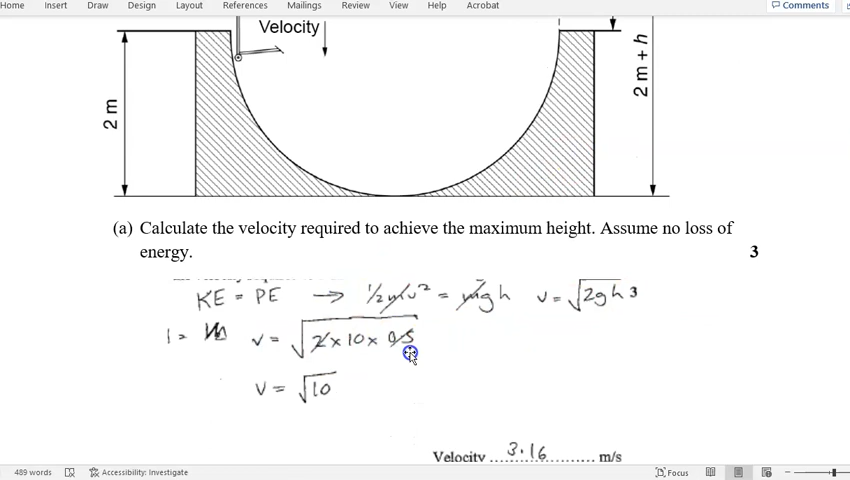 Home Insert Draw Design Layout References Mailings Review View Help Acrobat Comments
Velocity
2 m
2 m + h
(a) Calculate the velocity required to achieve the maximum height. Assume no loss of
energy. 3
KE = PE → 1/2 mv² = mgh v = √2gh 3
v = √2 x 10 x 0.5
v = √10
Velocity 3.16 m/s
489 words Accessibility: Investigate Focus